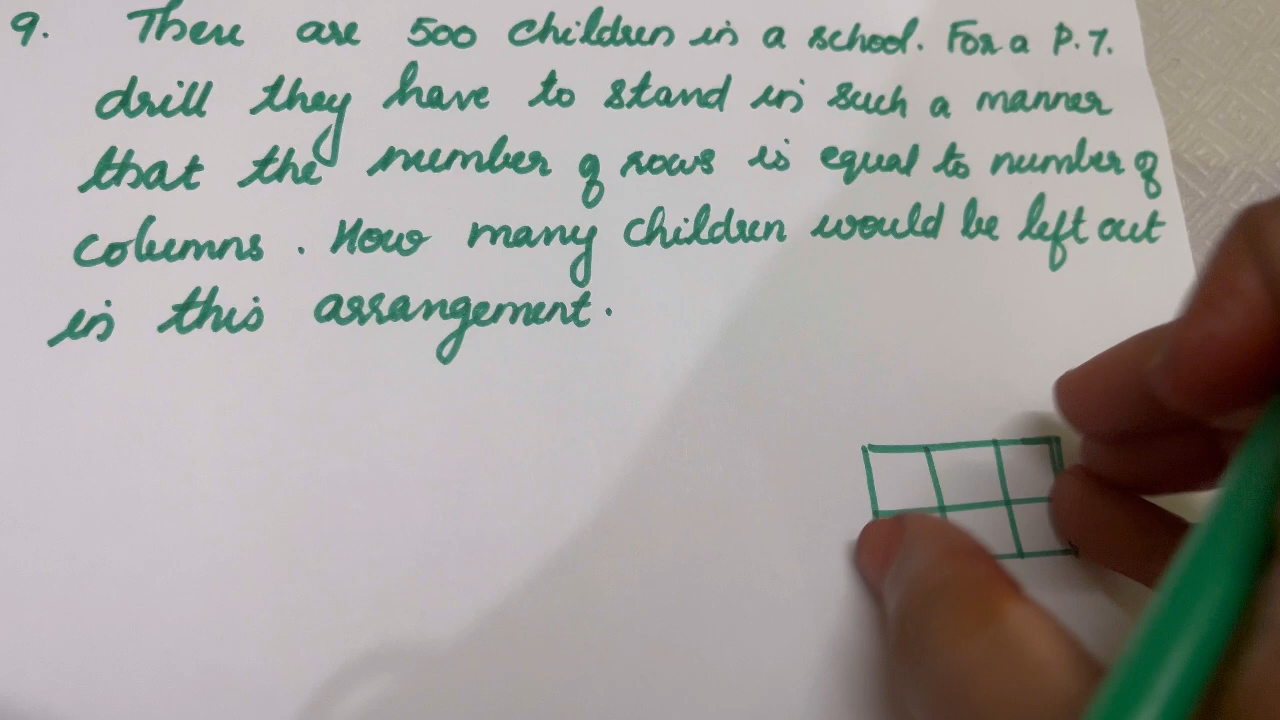 9. There are 500 children in a school. For a P.T.
drill they have to stand in such a manner
that the number of rows is equal to number of
columns. How many children would be left out
in this arrangement.